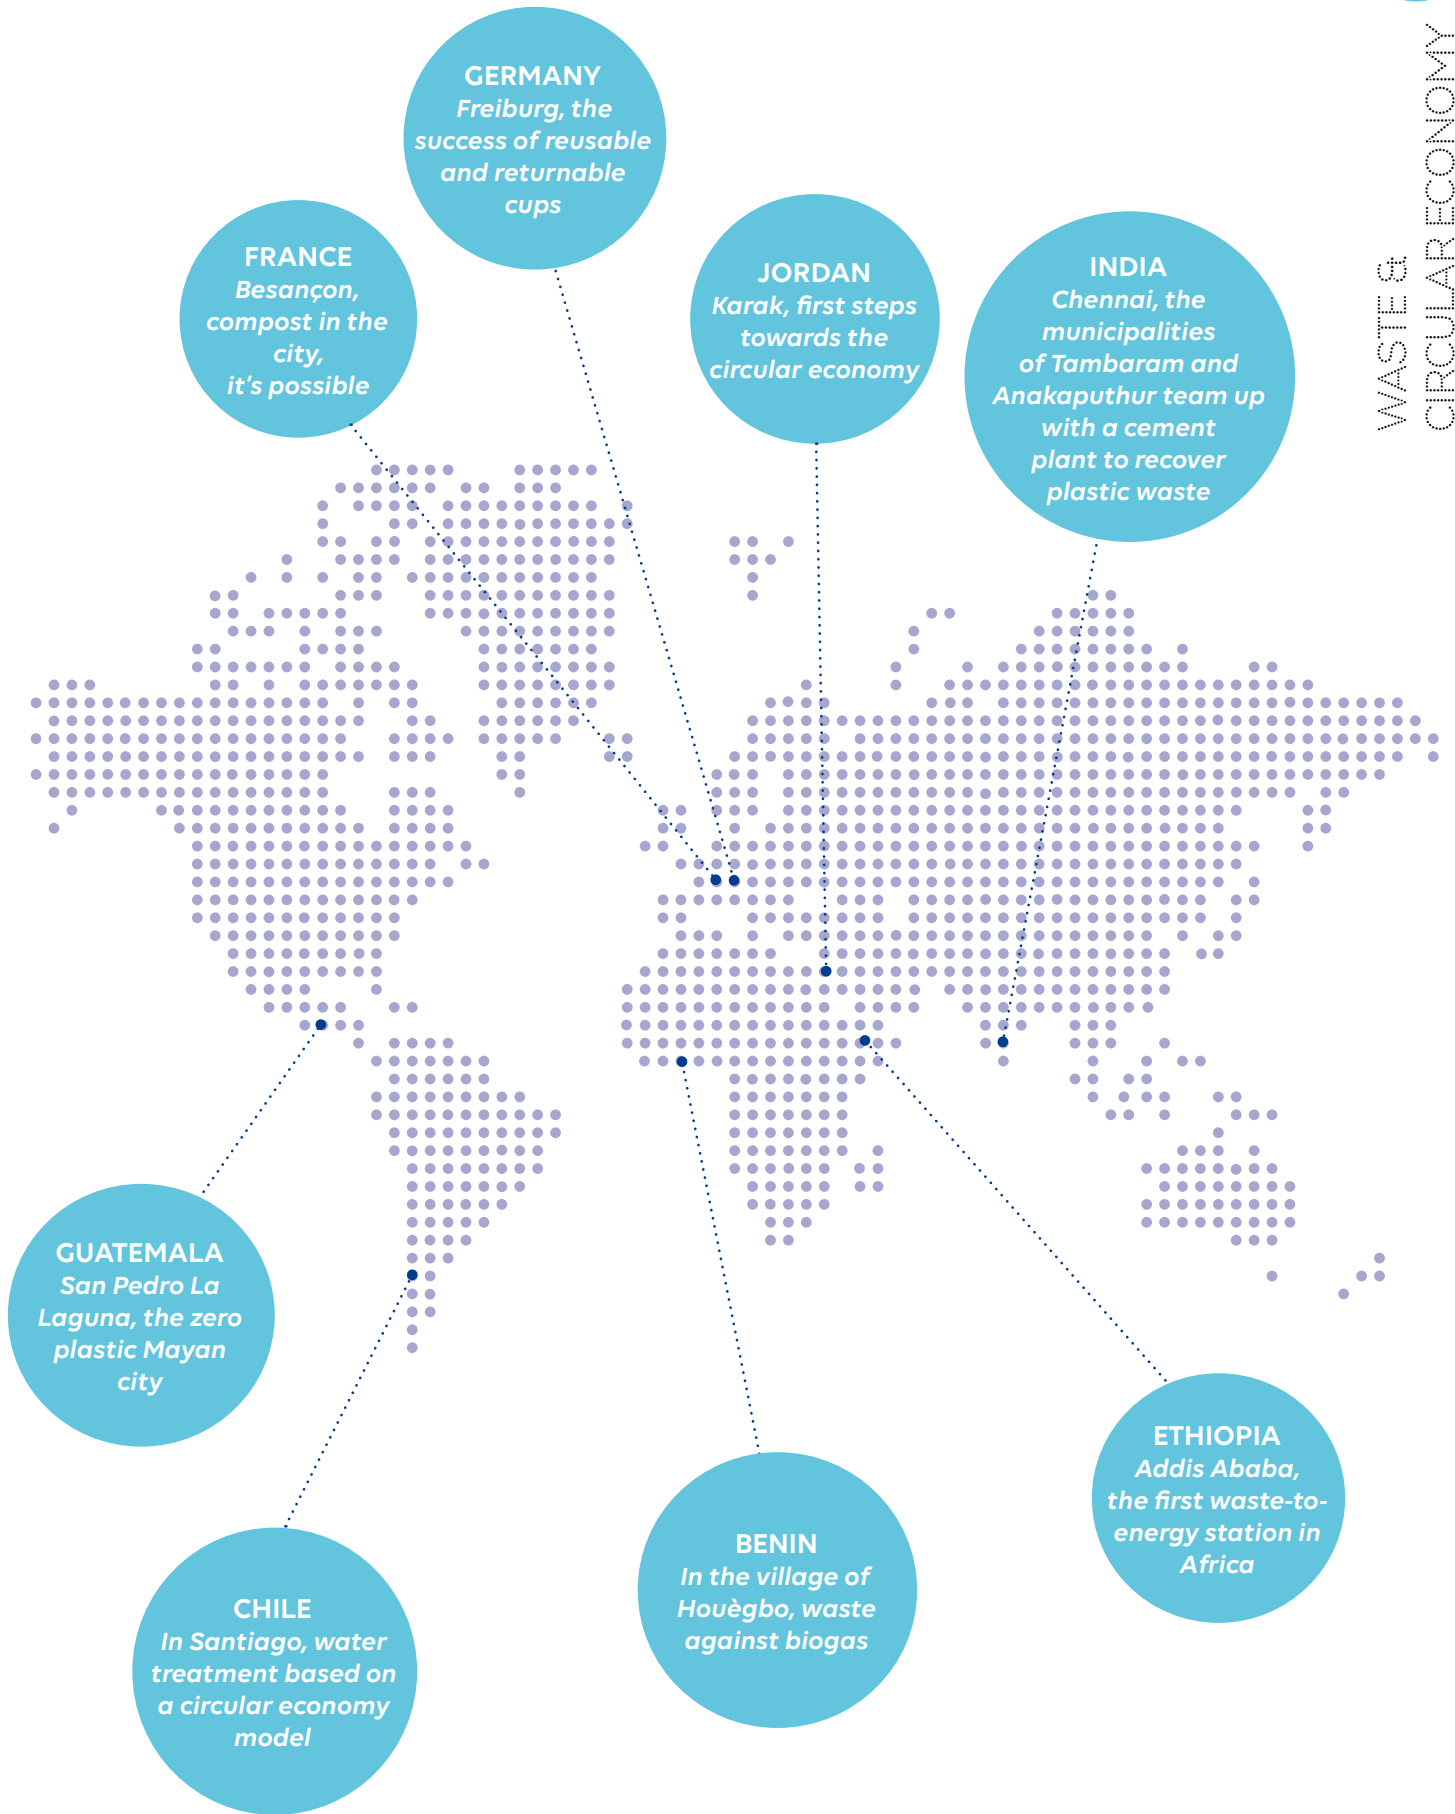 WASTE &
CIRCULAR ECONOMY
GERMANY
Freiburg, the
success of reusable
and returnable
cups
FRANCE
Besançon,
compost in the
city,
it's possible
JORDAN
Karak, first steps
towards the
circular economy
INDIA
Chennai, the
municipalities
of Tambaram and
Anakaputhur team up
with a cement
plant to recover
plastic waste
GUATEMALA
San Pedro La
Laguna, the zero
plastic Mayan
city
CHILE
In Santiago, water
treatment based on
a circular economy
model
BENIN
In the village of
Houègbo, waste
against biogas
ETHIOPIA
Addis Ababa,
the first waste-to-
energy station in
Africa